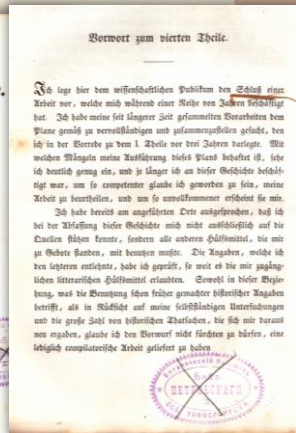 Vorwort zum vierten Theile.
Ich lege hier dem wissenschaftlichen Publikum den Schluß einer
Arbeit vor, welche mich während einer Reihe von Jahren beschäftigt
hat. Ich habe meine seit längerer Zeit gesammelten Vorarbeiten dem
Plane gemäß zu vervollständigen und zusammenzustellen gesucht, den
ich in der Vorrede zu dem I. Theile vor drei Jahren darlegte. Mit
welchen Mängeln meine Ausführung dieses Plans behaftet ist, sehe
ich deutlich genug ein, und je länger ich an dieser Geschichte beschäf-
tigt war, um so competenter glaube ich geworden zu sein, meine
Arbeit zu beurtheilen, und um so unvollkommener erscheint sie mir.
Ich habe bereits am angeführten Orte ausgesprochen, daß ich
bei der Abfassung dieser Geschichte mich nicht ausschließlich auf die
Quellen stützen konnte, sondern alle anderen Hülfsmittel, die mir
zu Gebote standen, mit benutzen mußte. Die Angaben, welche ich
den letzteren entlehnte, habe ich geprüft, so weit es die mir zugäng-
lichen litterarischen Hülfsmittel erlaubten. Sowohl in dieser Bezie-
hung, was die Benutzung schon früher gemachter historischer Angaben
betrifft, als in Rücksicht auf meine selbstständigen Untersuchungen
und die große Zahl von historischen Thatsachen, die sich mir daraus
neu ergaben, glaube ich den Vorwurf nicht fürchten zu dürfen, eine
lediglich compilatorische Arbeit geliefert zu haben